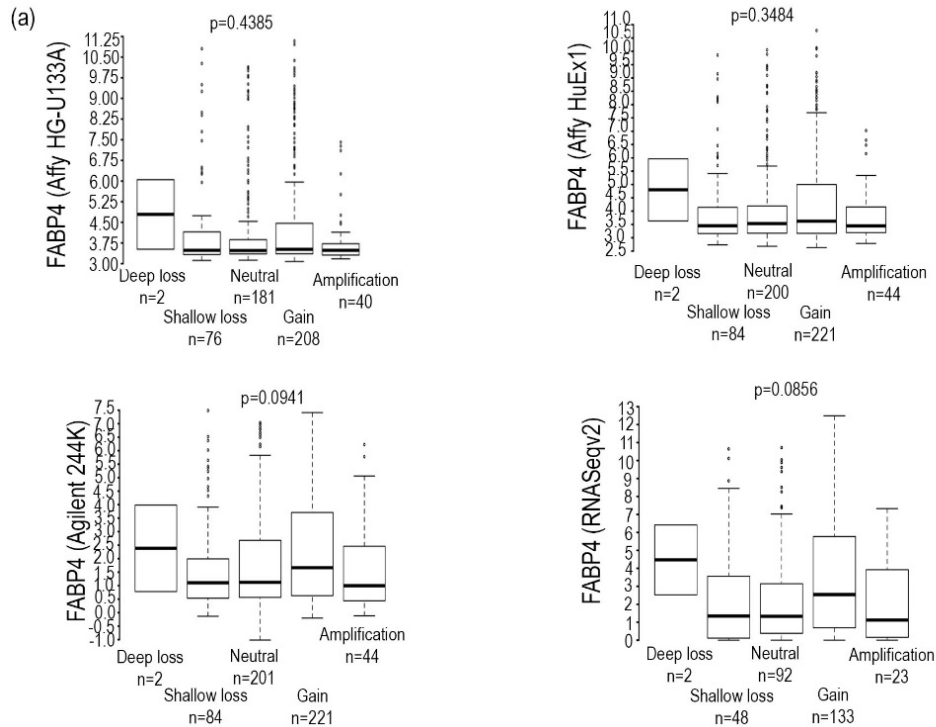 (a)
p=0.4385
FABP4 (Affy HG-U133A)
11.25
10.50
9.75
9.00
8.25
7.50
6.75
6.00
5.25
4.50
3.75
3.00
Deep loss
n=2
Shallow loss
n=76
Neutral
n=181
Gain
n=208
Amplification
n=40
p=0.3484
FABP4 (Affy HuEx1)
11.0
10.5
10.0
9.5
9.0
8.5
8.0
7.5
7.0
6.5
6.0
5.5
5.0
4.5
4.0
3.5
3.0
2.5
Deep loss
n=2
Shallow loss
n=84
Neutral
n=200
Gain
n=221
Amplification
n=44
p=0.0941
FABP4 (Agilent 244K)
7.5
7.0
6.5
6.0
5.5
5.0
4.5
4.0
3.5
3.0
2.5
2.0
1.5
1.0
0.5
0.0
-0.5
-1.0
Deep loss
n=2
Shallow loss
n=84
Neutral
n=201
Gain
n=221
Amplification
n=44
p=0.0856
FABP4 (RNASeqv2)
13
12
11
10
9
8
7
6
5
4
3
2
1
0
Deep loss
n=2
Shallow loss
n=48
Neutral
n=92
Gain
n=133
Amplification
n=23